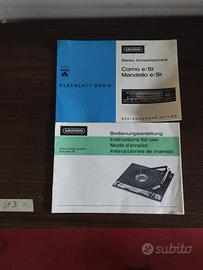 GRUNDIG
Stereo Konzertschrank
Como e/St
Mandello e/St
KLEEBLATT SERIE
BEDIENUNGSANLEITUNG
GRUNDIG
Bedienungsanleitung
Instructions for use
Mode d'emploi
Instrucciones de manejo
subito